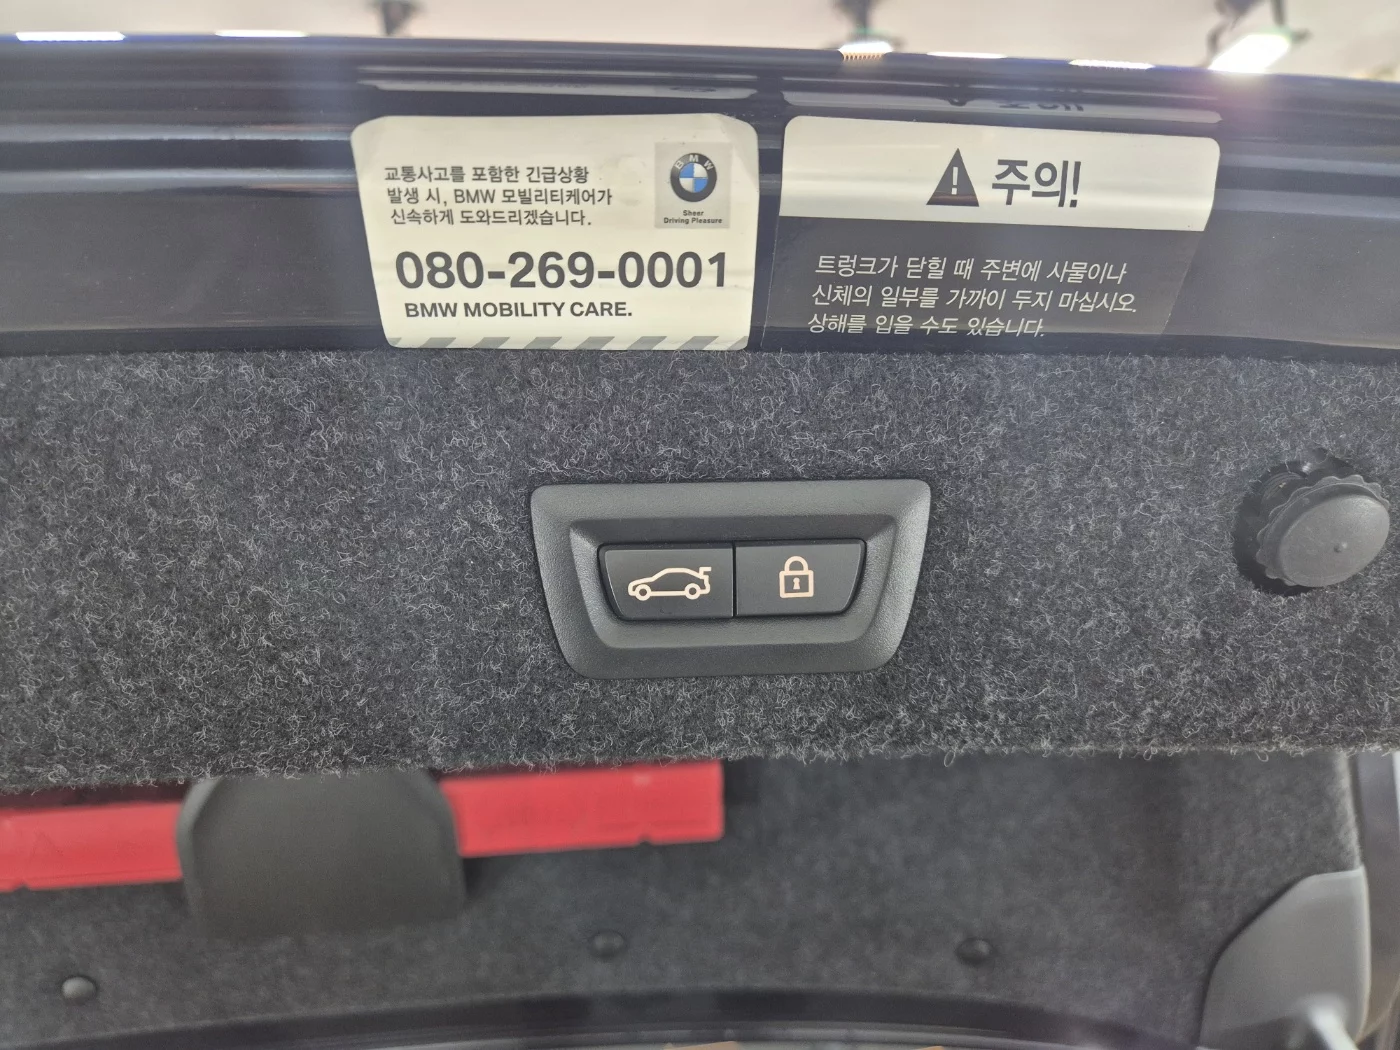 교통사고를 포함한 긴급상황
발생 시, BMW 모빌리티케어가
신속하게 도와드리겠습니다.
BMW
Sheer
Driving Pleasure
080-269-0001
BMW MOBILITY CARE.
주의!
트렁크가 닫힐 때 주변에 사물이나
신체의 일부를 가까이 두지 마십시오.
상해를 입을 수도 있습니다.